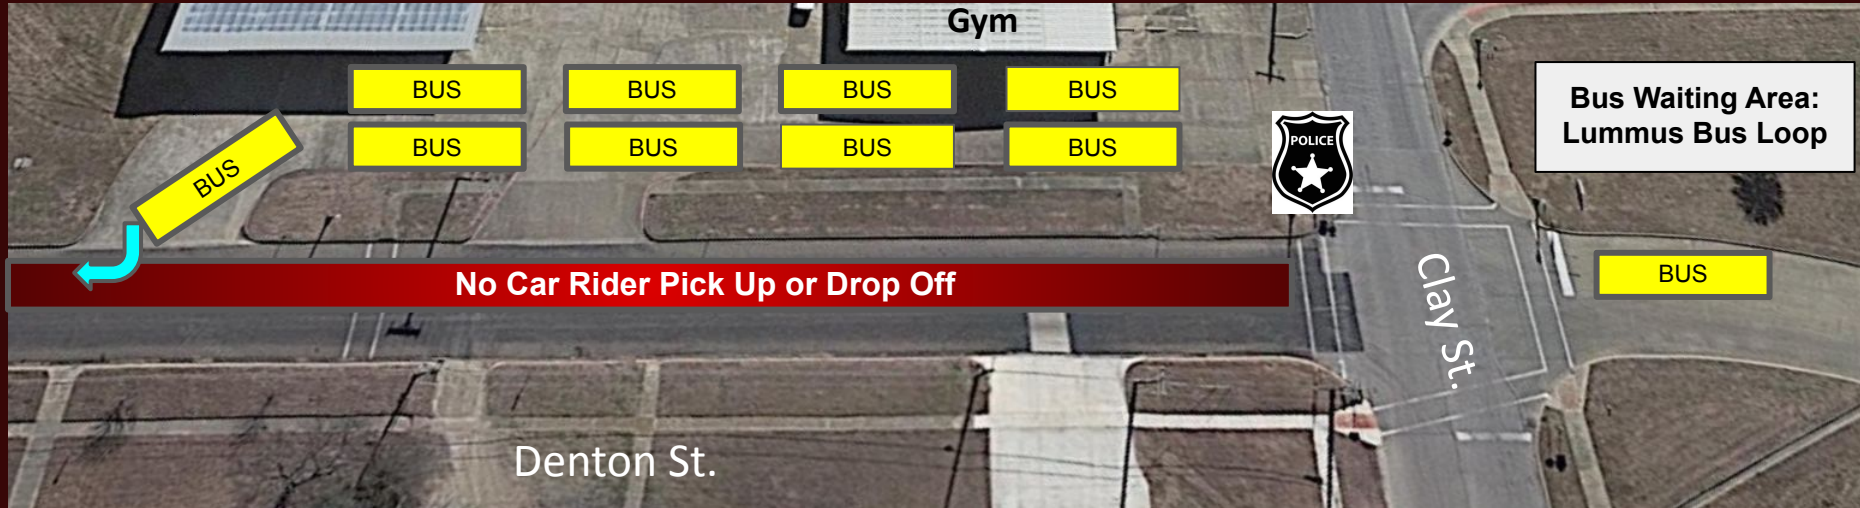 Gym
BUS
BUS
BUS
BUS
Bus Waiting Area:
Lummus Bus Loop
BUS
BUS
BUS
BUS
BUS
POLICE
No Car Rider Pick Up or Drop Off
Clay St.
BUS
Denton St.